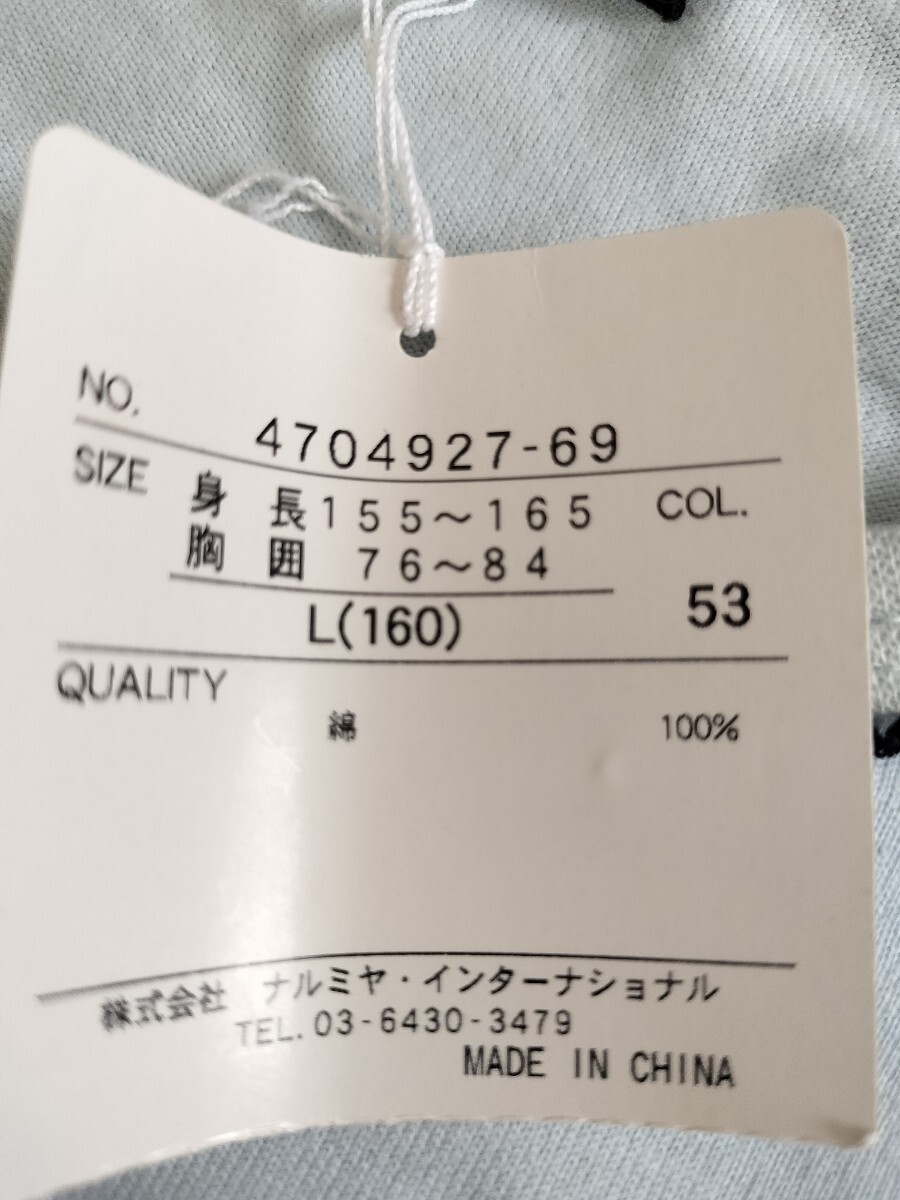 NO.
4704927-69
SIZE 身長155～165 COL.
胸囲 76～84
L(160) 53
QUALITY
綿 100%
株式会社 ナルミヤ・インターナショナル
TEL. 03-6430-3479
MADE IN CHINA